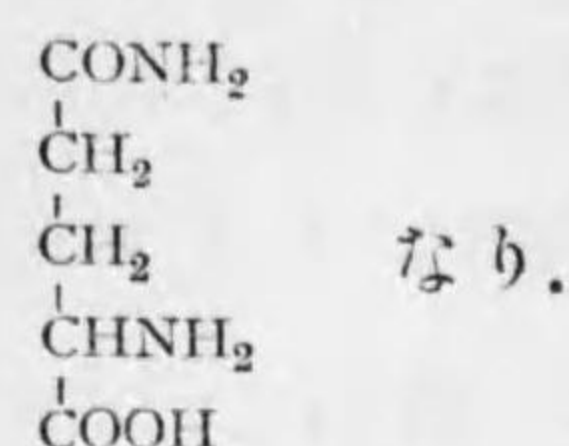 CONH₂
CH₂
CH₂ なり.
CHNH₂
COOH